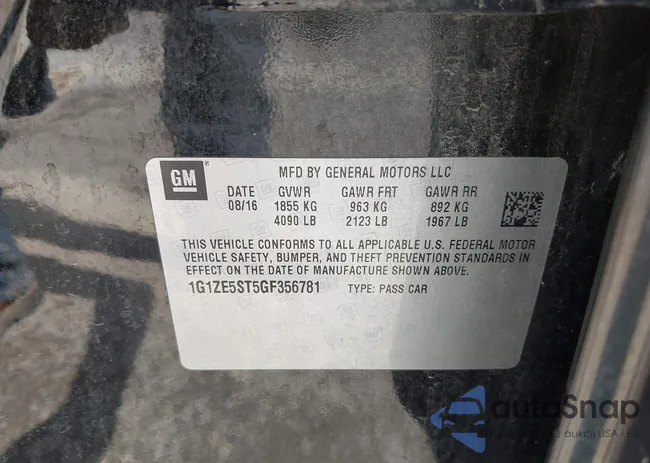 GM
MFD BY GENERAL MOTORS LLC
DATE GVWR GAWR FRT GAWR RR
08/16 1855 KG 963 KG 892 KG
4090 LB 2123 LB 1967 LB
THIS VEHICLE CONFORMS TO ALL APPLICABLE U.S. FEDERAL MOTOR
VEHICLE SAFETY, BUMPER, AND THEFT PREVENTION STANDARDS IN
EFFECT ON THE DATE OF MANUFACTURE SHOWN ABOVE.
1G1ZE5ST5GF356781 TYPE: PASS CAR
autoSnap
z aukcji USA